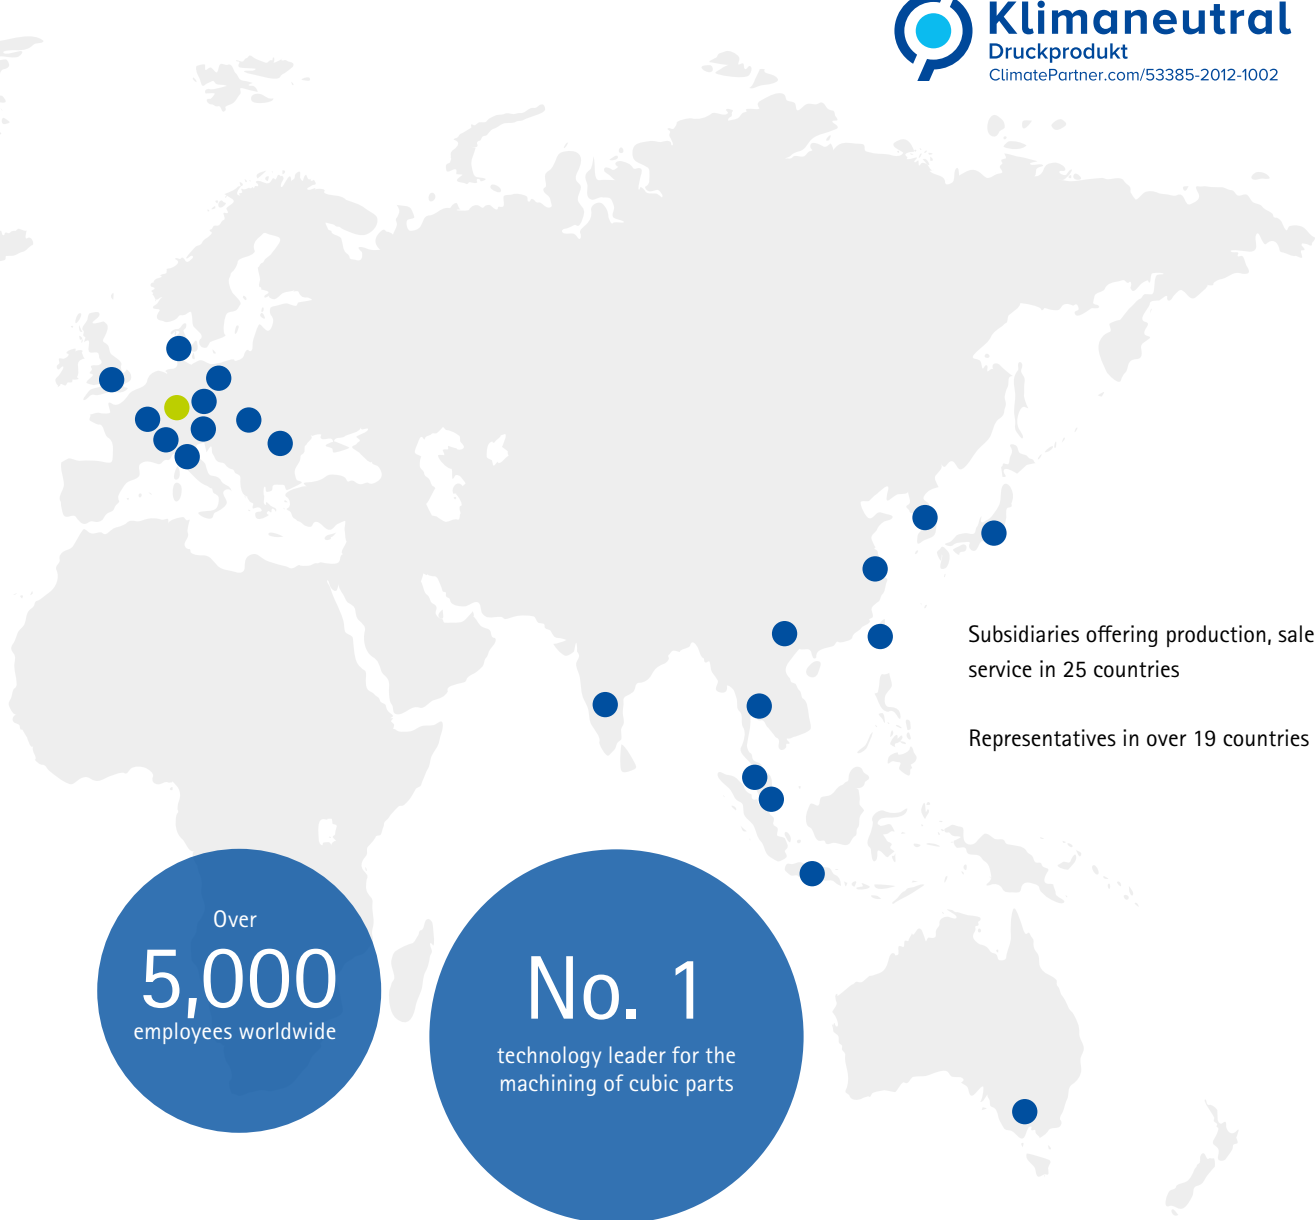 Klimaneutral
Druckprodukt
ClimatePartner.com/53385-2012-1002
Subsidiaries offering production, sale
service in 25 countries
Representatives in over 19 countries
Over
5,000
employees worldwide
No. 1
technology leader for the
machining of cubic parts